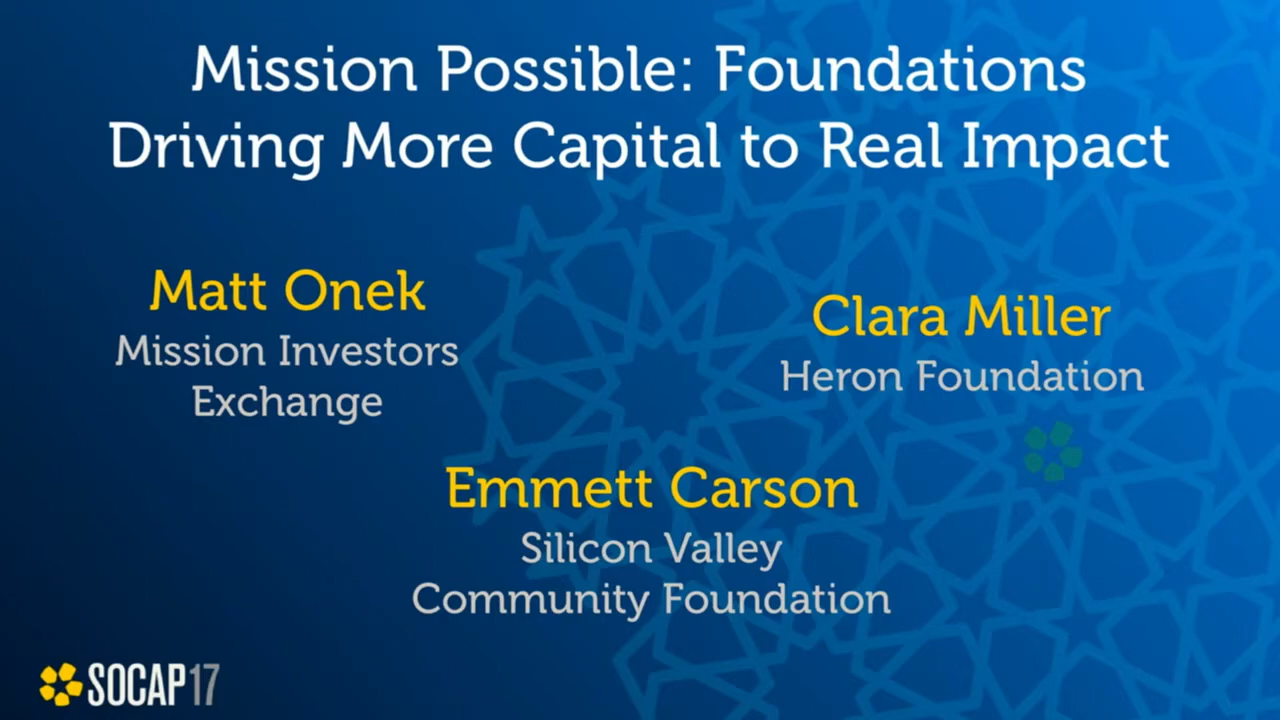 Mission Possible: Foundations
Driving More Capital to Real Impact
Matt Onek
Mission Investors
Exchange
Clara Miller
Heron Foundation
Emmett Carson
Silicon Valley
Community Foundation
SOCAP17